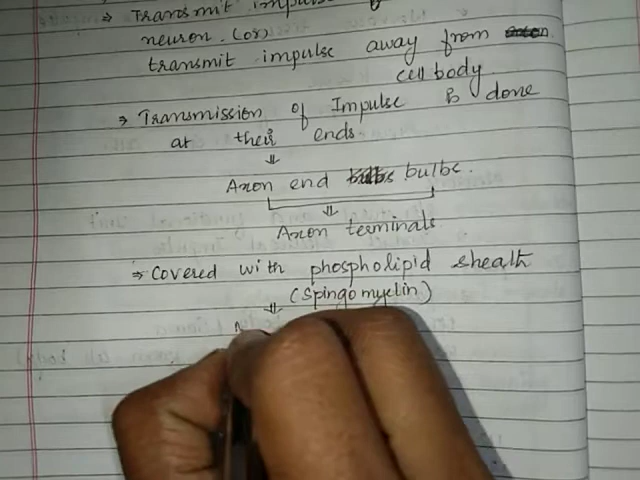 ⇒ Transmit impulse
neuron. (or)
transmit impulse away from
cell body
⇒ Transmission of Impulse is done
at their ends
⇓
Axon end bulbs.
⇓
Axon terminals
⇒ Covered with phospholipid sheath
(Spingomyelin)
⇓